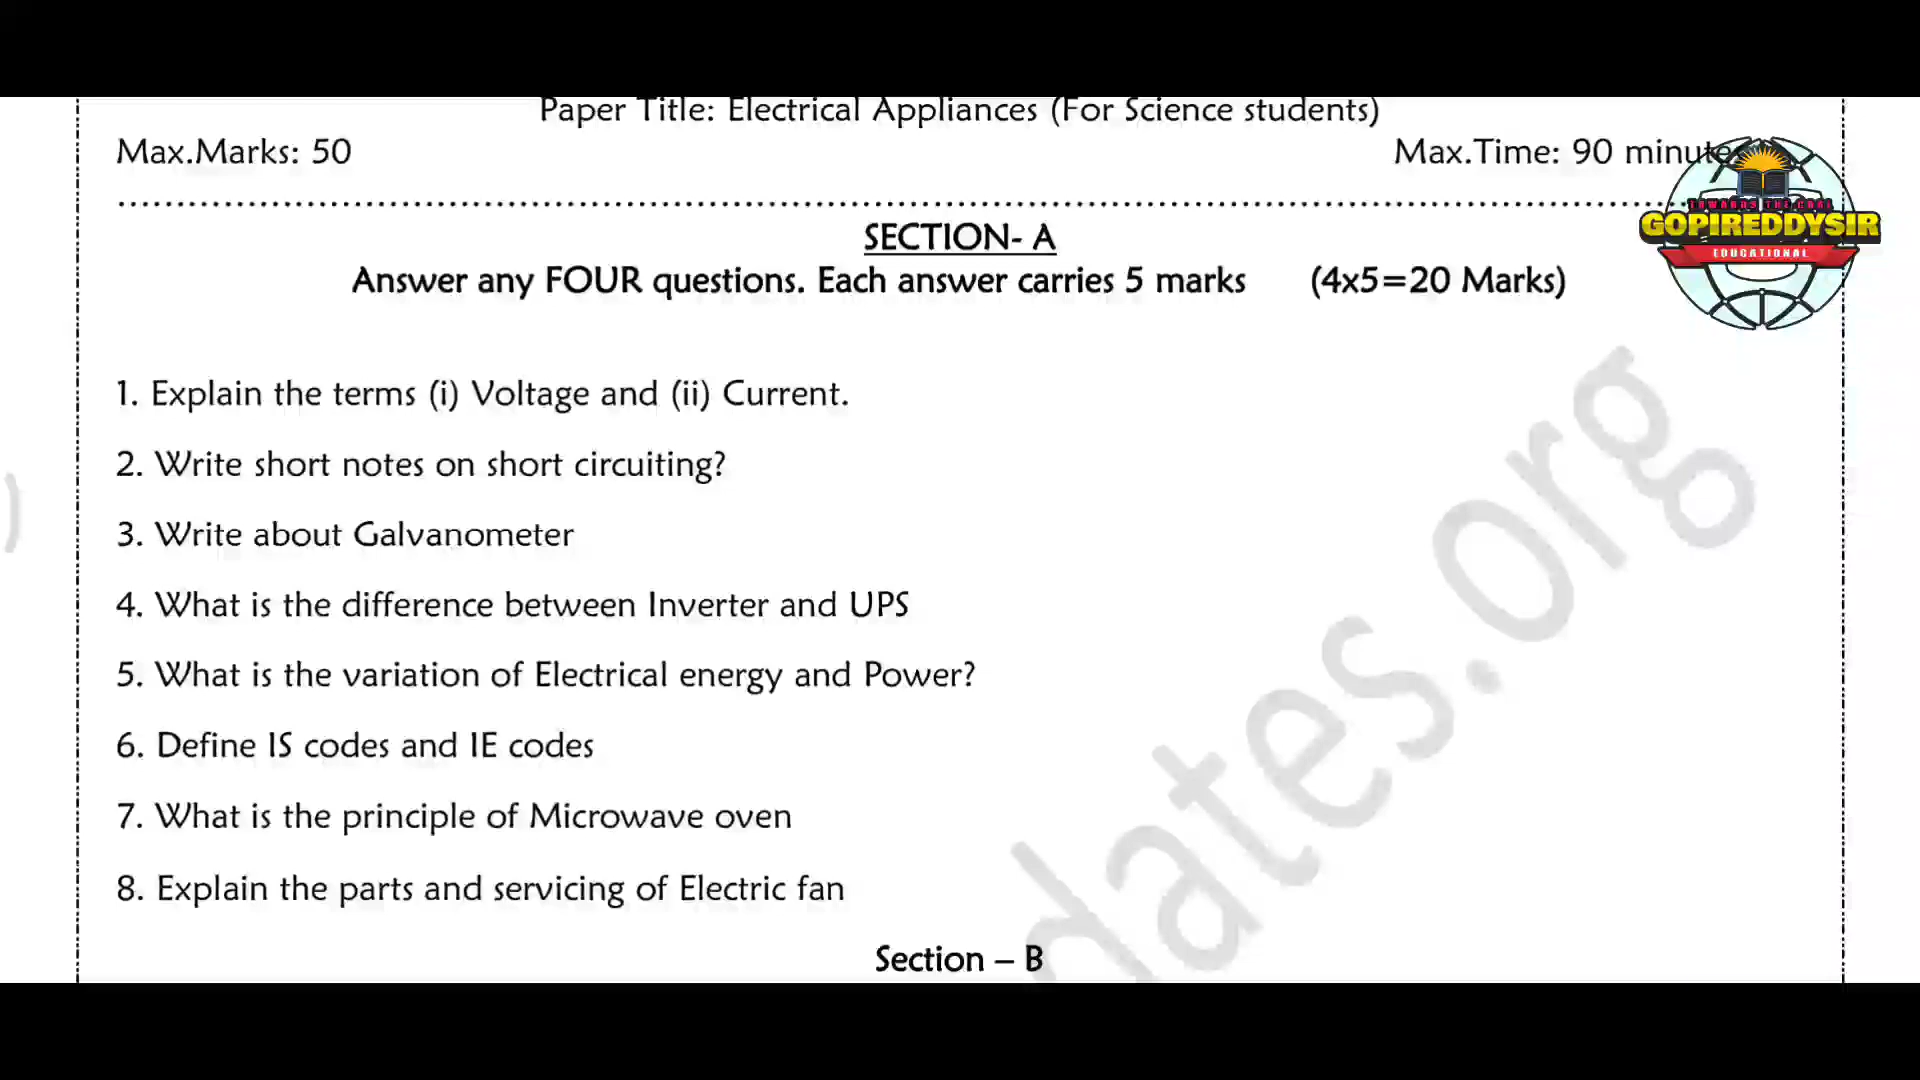 Paper Title: Electrical Appliances (For Science students)
Max.Marks: 50 Max.Time: 90 minutes
SECTION- A
Answer any FOUR questions. Each answer carries 5 marks (4x5=20 Marks)
TOWARDS THE GOAL
GOPIREDDYSIR
EDUCATIONAL
1. Explain the terms (i) Voltage and (ii) Current.
2. Write short notes on short circuiting?
3. Write about Galvanometer
4. What is the difference between Inverter and UPS
5. What is the variation of Electrical energy and Power?
6. Define IS codes and IE codes
7. What is the principle of Microwave oven
8. Explain the parts and servicing of Electric fan
Section – B
dates.org